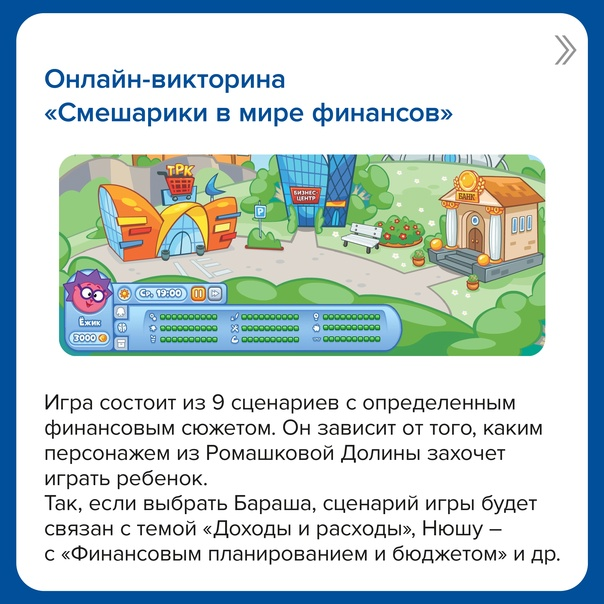 Онлайн-викторина
«Смешарики в мире финансов»
ТРК
БИЗНЕС-
ЦЕНТР
P
БАНК
Ср. 19:00
Ёжик
3000
Игра состоит из 9 сценариев с определенным
финансовым сюжетом. Он зависит от того, каким
персонажем из Ромашковой Долины захочет
играть ребенок.
Так, если выбрать Бараша, сценарий игры будет
связан с темой «Доходы и расходы», Нюшу –
с «Финансовым планированием и бюджетом» и др.